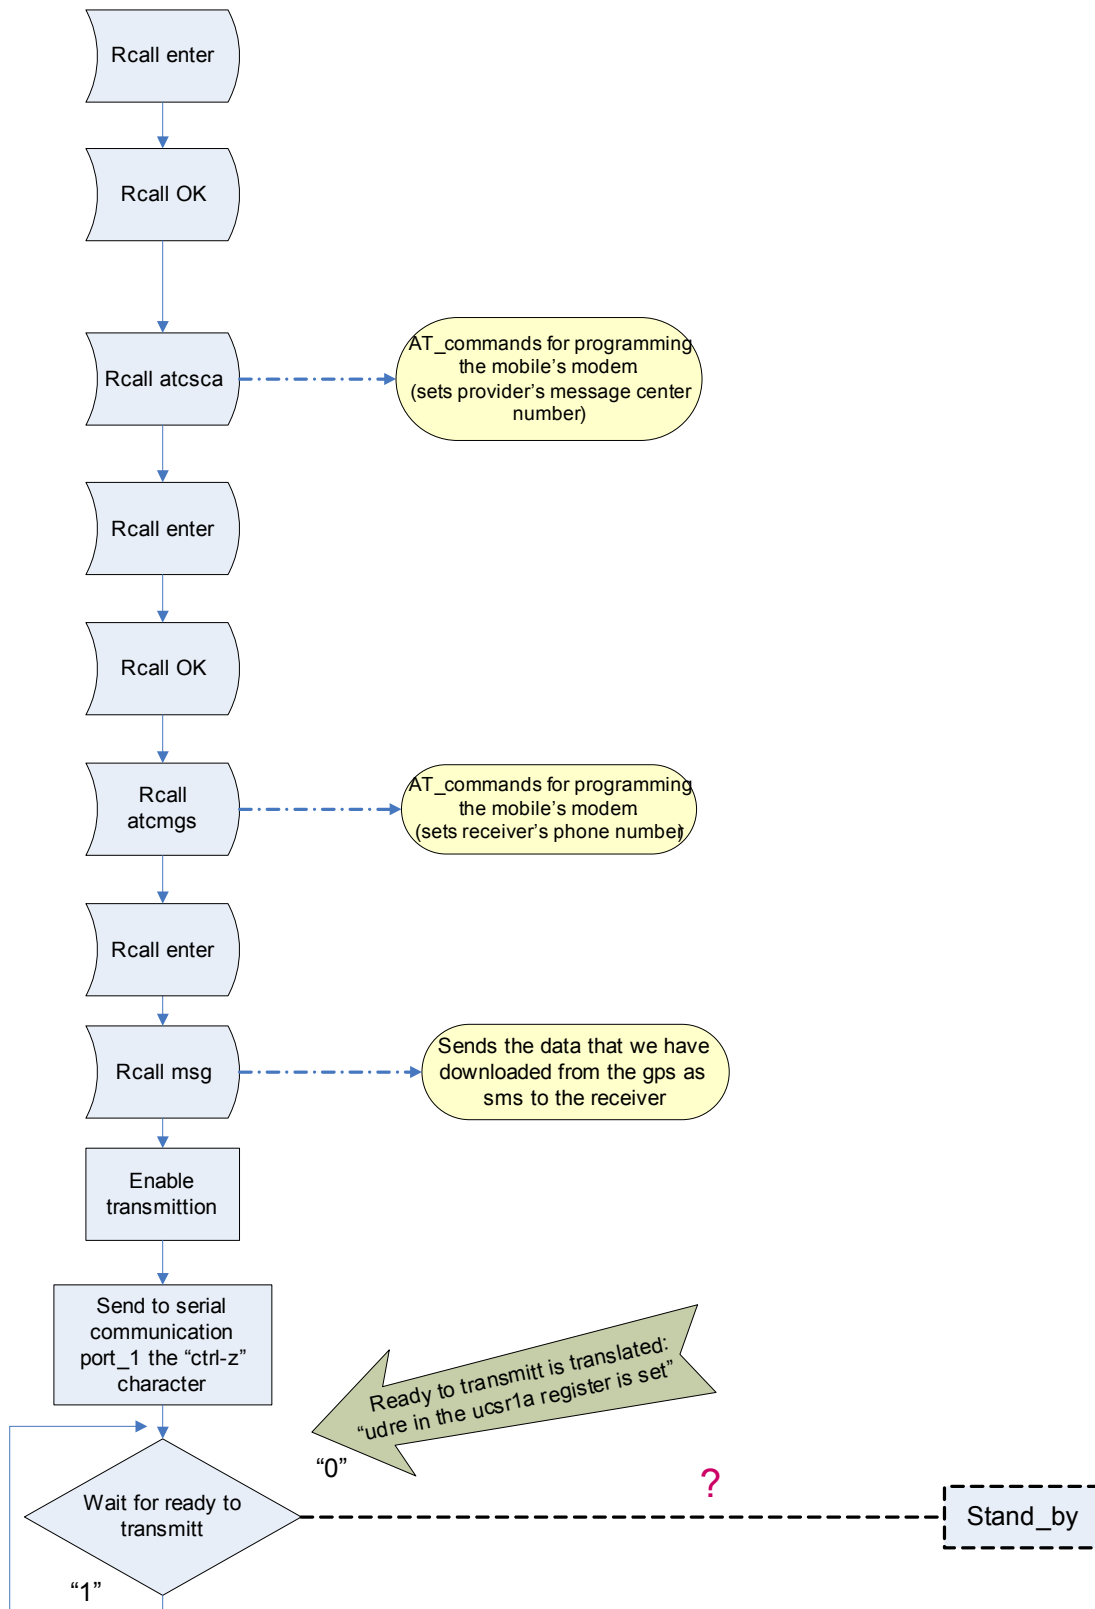 Rcall enter
Rcall OK
Rcall atcsca
AT_commands for programming
the mobile’s modem
(sets provider’s message center
number)
Rcall enter
Rcall OK
Rcall
atcmgs
AT_commands for programming
the mobile’s modem
(sets receiver’s phone number)
Rcall enter
Rcall msg
Sends the data that we have
downloaded from the gps as
sms to the receiver
Enable
transmittion
Send to serial
communication
port_1 the “ctrl-z”
character
Ready to transmitt is translated:
“udre in the ucsr1a register is set”
“0”
?
Wait for ready to
transmitt
Stand_by
“1”